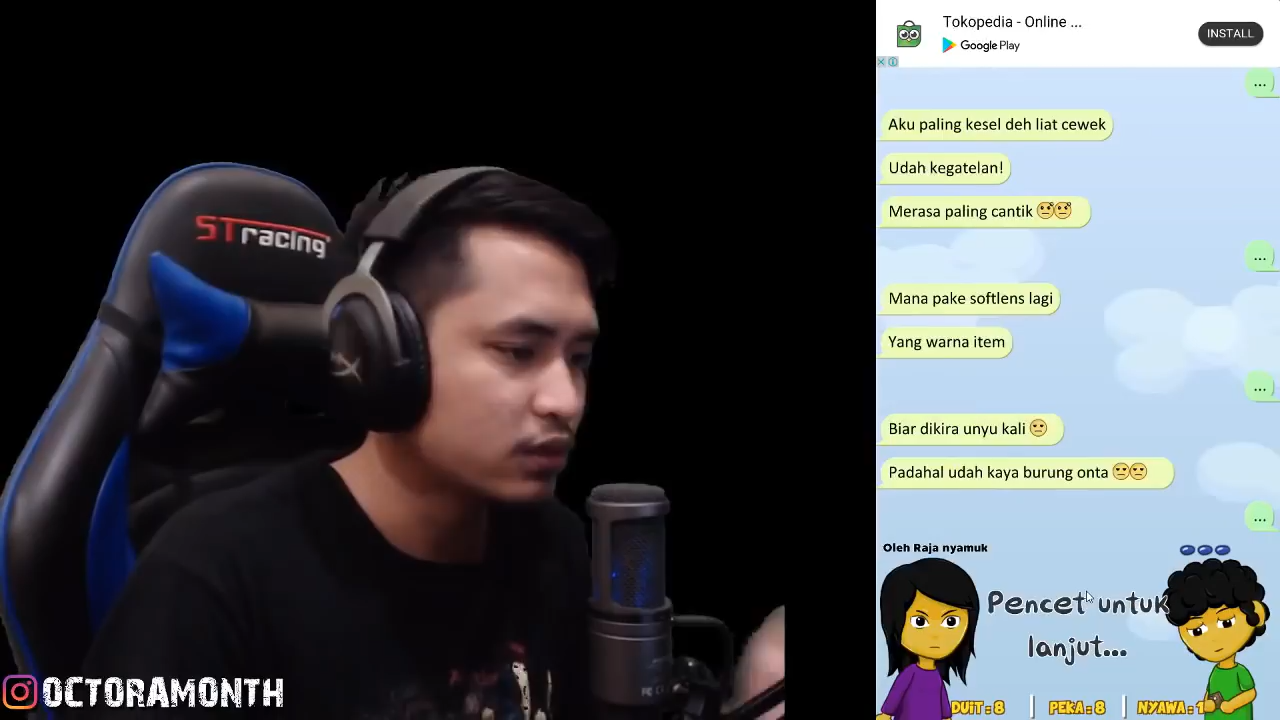 Tokopedia - Online ...
Google Play
INSTALL
...
Aku paling kesel deh liat cewek
Udah kegatelan!
Merasa paling cantik
...
Mana pake softlens lagi
Yang warna item
...
Biar dikira unyu kali
Padahal udah kaya burung onta
...
Oleh Raja nyamuk
Pencet untuk
lanjut...
DUIT : 8
PEKA : 8
NYAWA : 1
STracing
OCTORAMONTH